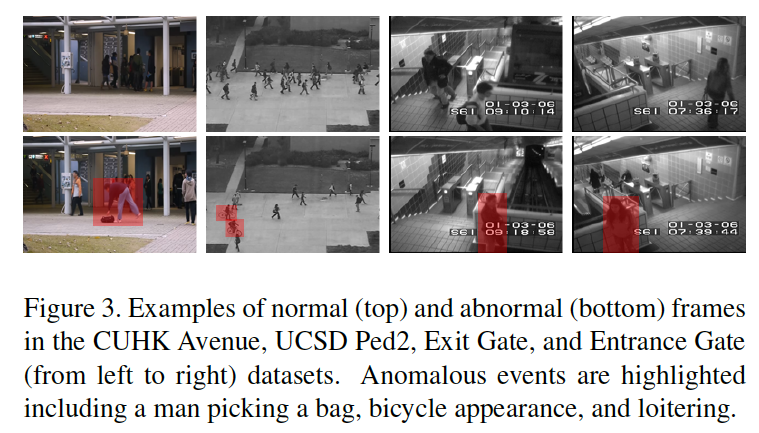 01-03-06
S61 09:10:14
01-03-06
S61 07:36:17
01-03-06
S61 09:18:58
01-03-06
S61 07:39:44
Figure 3. Examples of normal (top) and abnormal (bottom) frames
in the CUHK Avenue, UCSD Ped2, Exit Gate, and Entrance Gate
(from left to right) datasets. Anomalous events are highlighted
including a man picking a bag, bicycle appearance, and loitering.